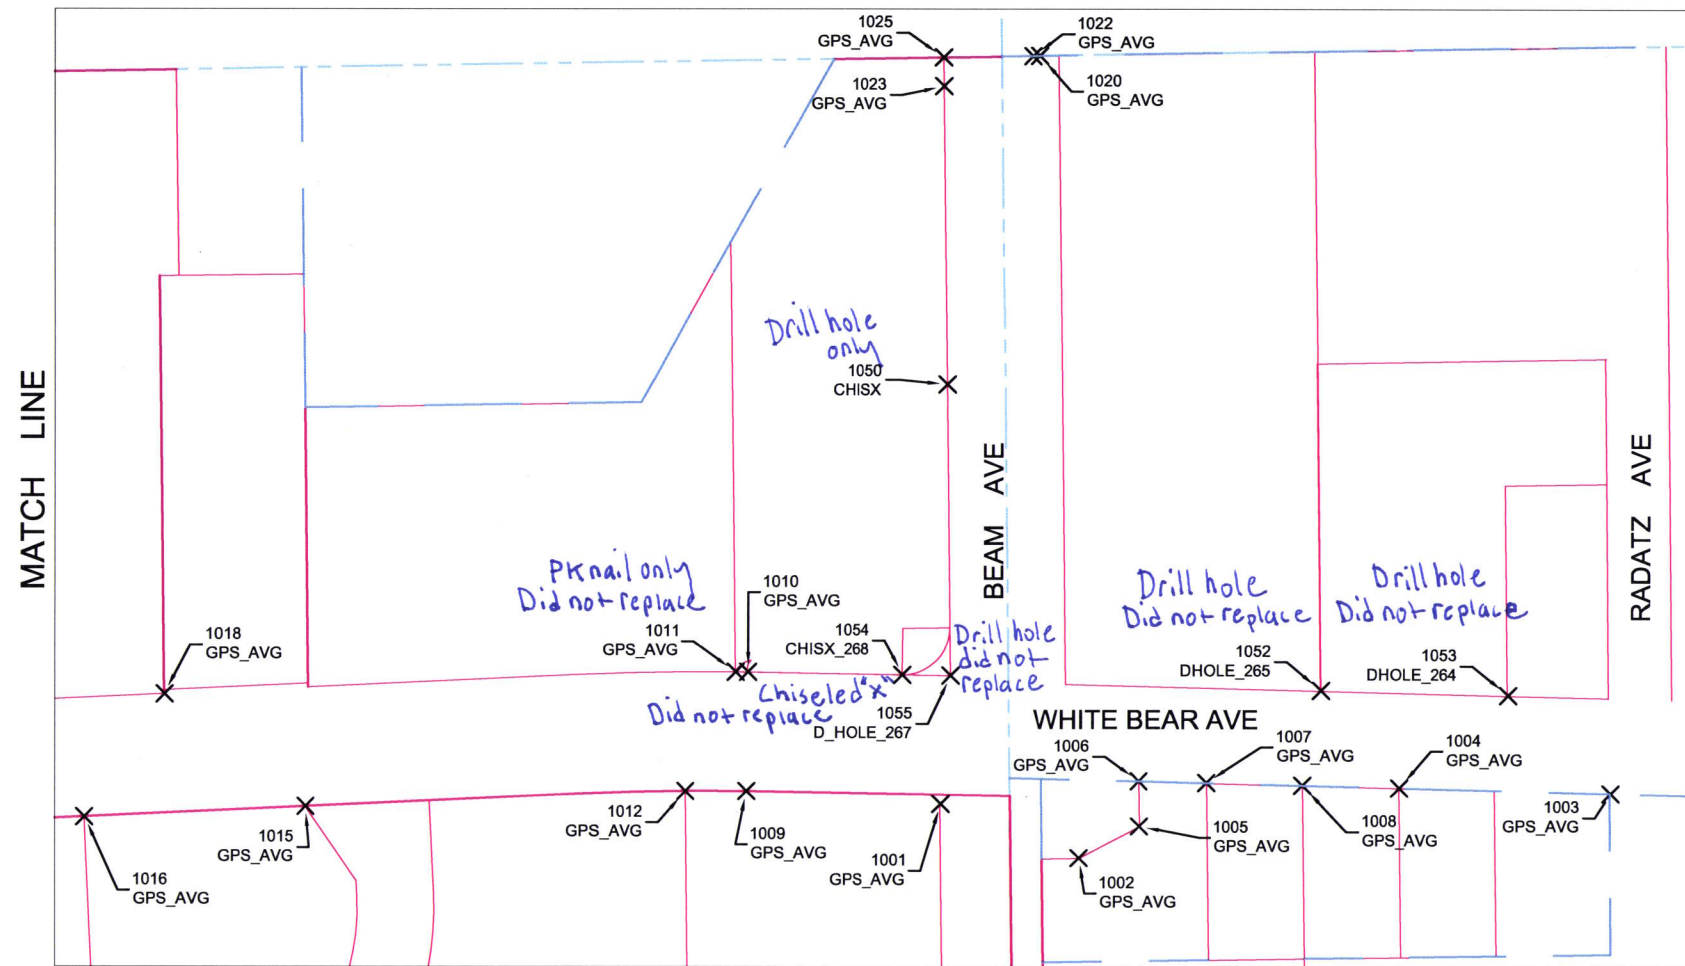 1025
GPS_AVG
1022
GPS_AVG
1023
GPS_AVG
1020
GPS_AVG
Drill hole
only
1050
CHISX
MATCH LINE
BEAM AVE
RADATZ AVE
PK nail only
Did not replace
1010
GPS_AVG
1011
GPS_AVG
1018
GPS_AVG
1054
CHISX_268
Drill hole
did not
replace
Drill hole
Did not replace
Drill hole
Did not replace
1052
DHOLE_265
1053
DHOLE_264
Chiseled "X"
Did not replace
1055
D_HOLE_267
WHITE BEAR AVE
1006
GPS_AVG
1007
GPS_AVG
1004
GPS_AVG
1016
GPS_AVG
1015
GPS_AVG
1012
GPS_AVG
1009
GPS_AVG
1001
GPS_AVG
1005
GPS_AVG
1008
GPS_AVG
1003
GPS_AVG
1002
GPS_AVG